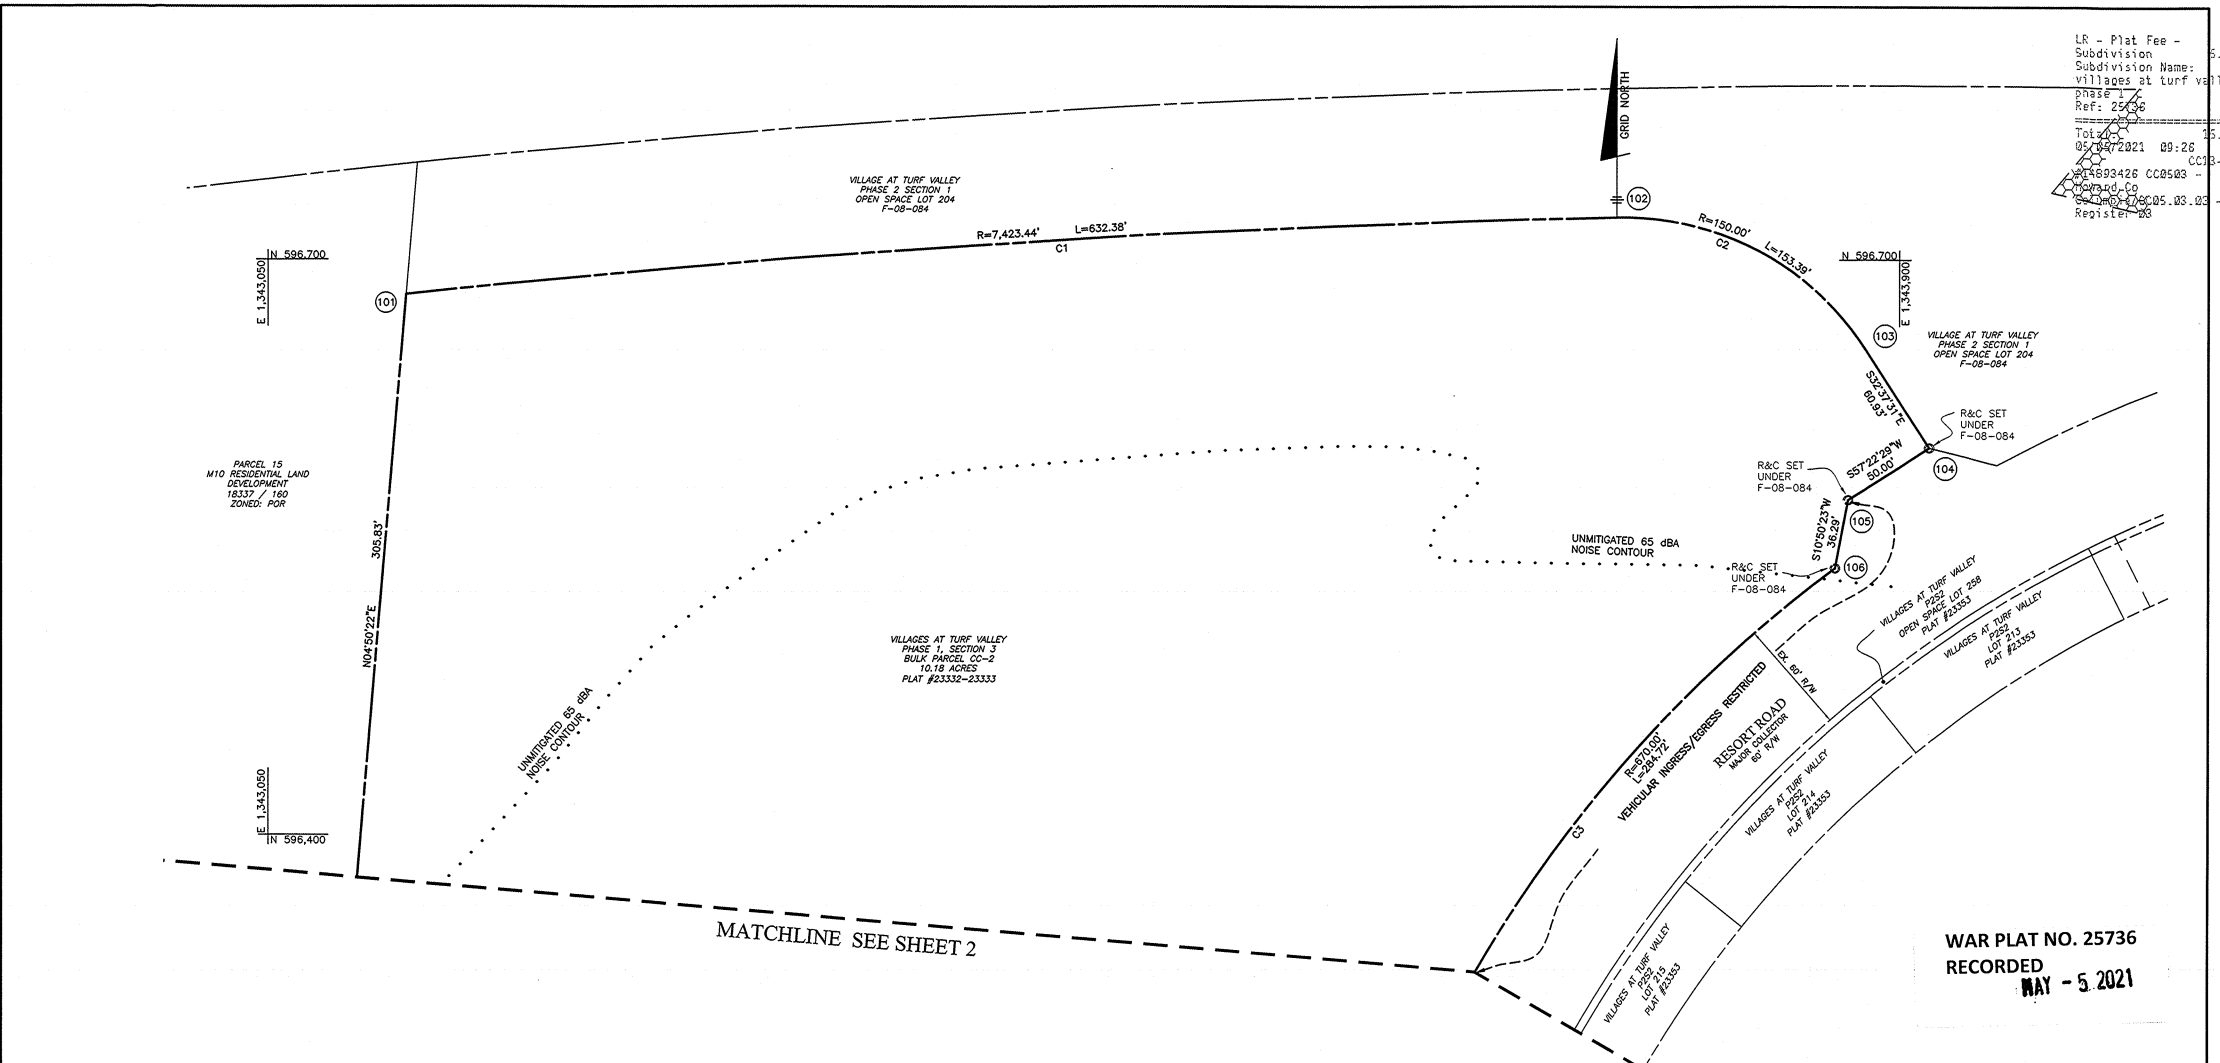 LR - Plat Fee -
Subdivision
Subdivision Name:
villages at turf
phase 1
Ref: 25736
Total:
05/05/2021 09:26
#14893426 CC0503 -
Howard Co
Register 03
GRID NORTH
VILLAGE AT TURF VALLEY
PHASE 2 SECTION 1
OPEN SPACE LOT 204
F-08-084
102
R=7,423.44' L=632.38'
C1
R=150.00'
C2
L=153.39'
N 596,700
E 1,343,050
101
N 596,700
E 1,343,900
103
VILLAGE AT TURF VALLEY
PHASE 2 SECTION 1
OPEN SPACE LOT 204
F-08-084
S32°37'31"E
60.93'
R&C SET
UNDER
F-08-084
104
S57°22'29"W
50.00'
R&C SET
UNDER
F-08-084
105
S10°50'23"W
36.29'
PARCEL 15
M10 RESIDENTIAL LAND
DEVELOPMENT
18337 / 160
ZONED: POR
305.83'
N04°50'22"E
UNMITIGATED 65 dBA
NOISE CONTOUR
R&C SET
UNDER
F-08-084
106
VILLAGES AT TURF VALLEY
P2S2
OPEN SPACE LOT 258
PLAT #23353
VILLAGES AT TURF VALLEY
P2S2
LOT 213
PLAT #23353
VILLAGES AT TURF VALLEY
PHASE 1, SECTION 3
BULK PARCEL CC-2
10.18 ACRES
PLAT #23332-23333
EX. 60' R/W
UNMITIGATED 65 dBA
NOISE CONTOUR
R=670.00'
L=284.72'
VEHICULAR INGRESS/EGRESS RESTRICTED
RESORT ROAD
MAJOR COLLECTOR
60' R/W
C3
VILLAGES AT TURF VALLEY
P2S2
LOT 214
PLAT #23353
E 1,343,050
N 596,400
MATCHLINE SEE SHEET 2
VILLAGES AT TURF VALLEY
P2S2
LOT 215
PLAT #23353
WAR PLAT NO. 25736
RECORDED
MAY - 5 2021